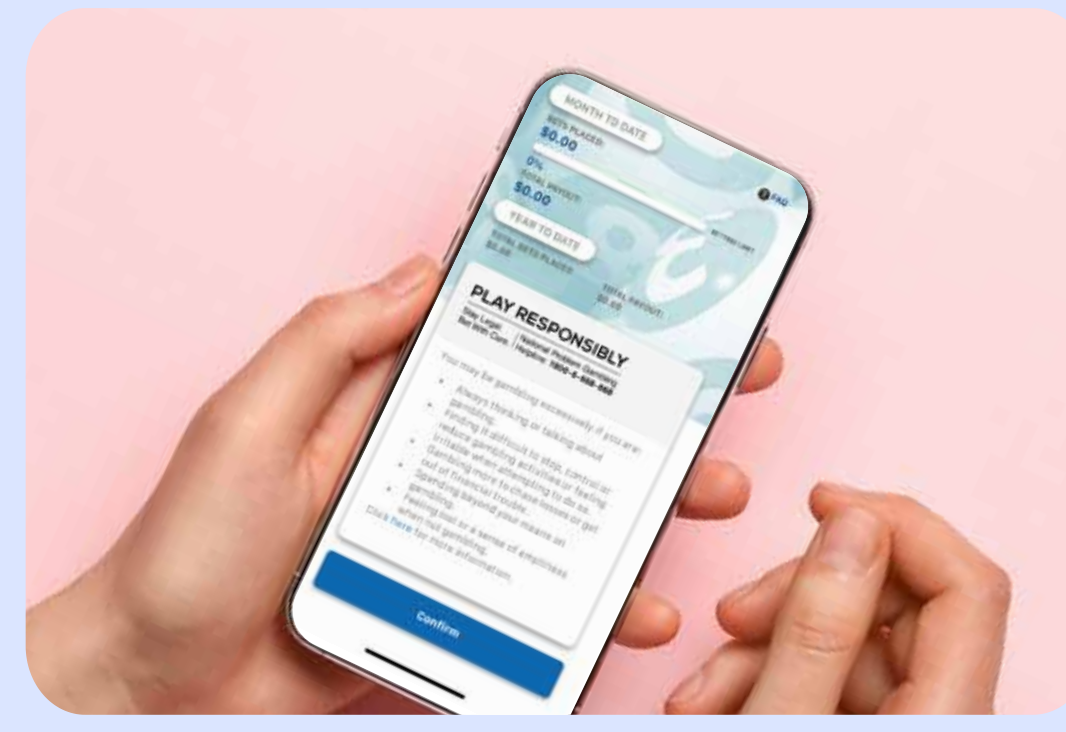 MONTH TO DATE
BETS PLACED:
$0.00
0%
TOTAL PAYOUT:
$0.00
? FAQ
BETTING LIMIT
YEAR TO DATE
TOTAL BETS PLACED:
$0.00
TOTAL PAYOUT:
$0.00
PLAY RESPONSIBLY
Stay Legal.
Bet With Care.
National Problem Gambling
Helpline: 1800-6-668-668
You may be gambling excessively if you are:
• Always thinking or talking about
gambling.
• Finding it difficult to stop, control or
reduce gambling activities or feeling
irritable when attempting to do so.
• Gambling more to chase losses or get
out of financial trouble.
• Spending beyond your means on
gambling.
• Feeling lost or a sense of emptiness
when not gambling.
Click here for more information.
Confirm